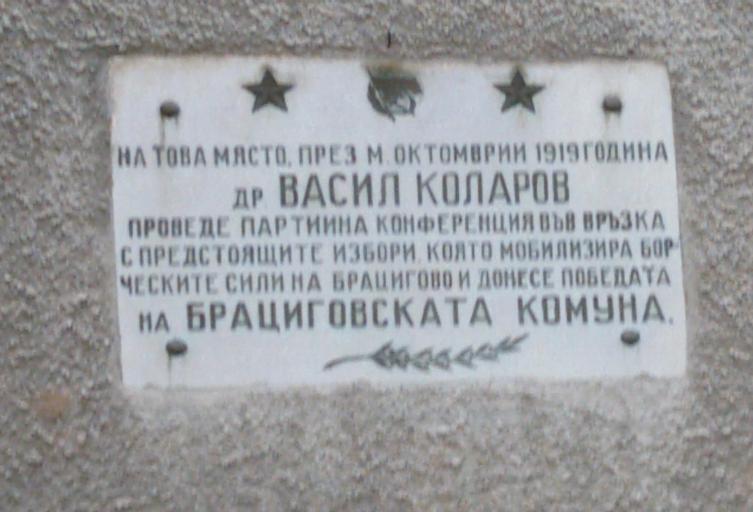 НА ТОВА МЯСТО, ПРЕЗ М. ОКТОМВРИИ 1919 ГОДИНА
ДР. ВАСИЛ КОЛАРОВ
ПРОВЕДЕ ПАРТИИНА КОНФЕРЕНЦИЯ ВЪВ ВРЪЗКА
С ПРЕДСТОЯЩИТЕ ИЗБОРИ, КОЯТО МОБИЛИЗИРА БОР-
ЧЕСКИТЕ СИЛИ НА БРАЦИГОВО И ДОНЕСЕ ПОБЕДАТА
НА БРАЦИГОВСКАТА КОМУНА.